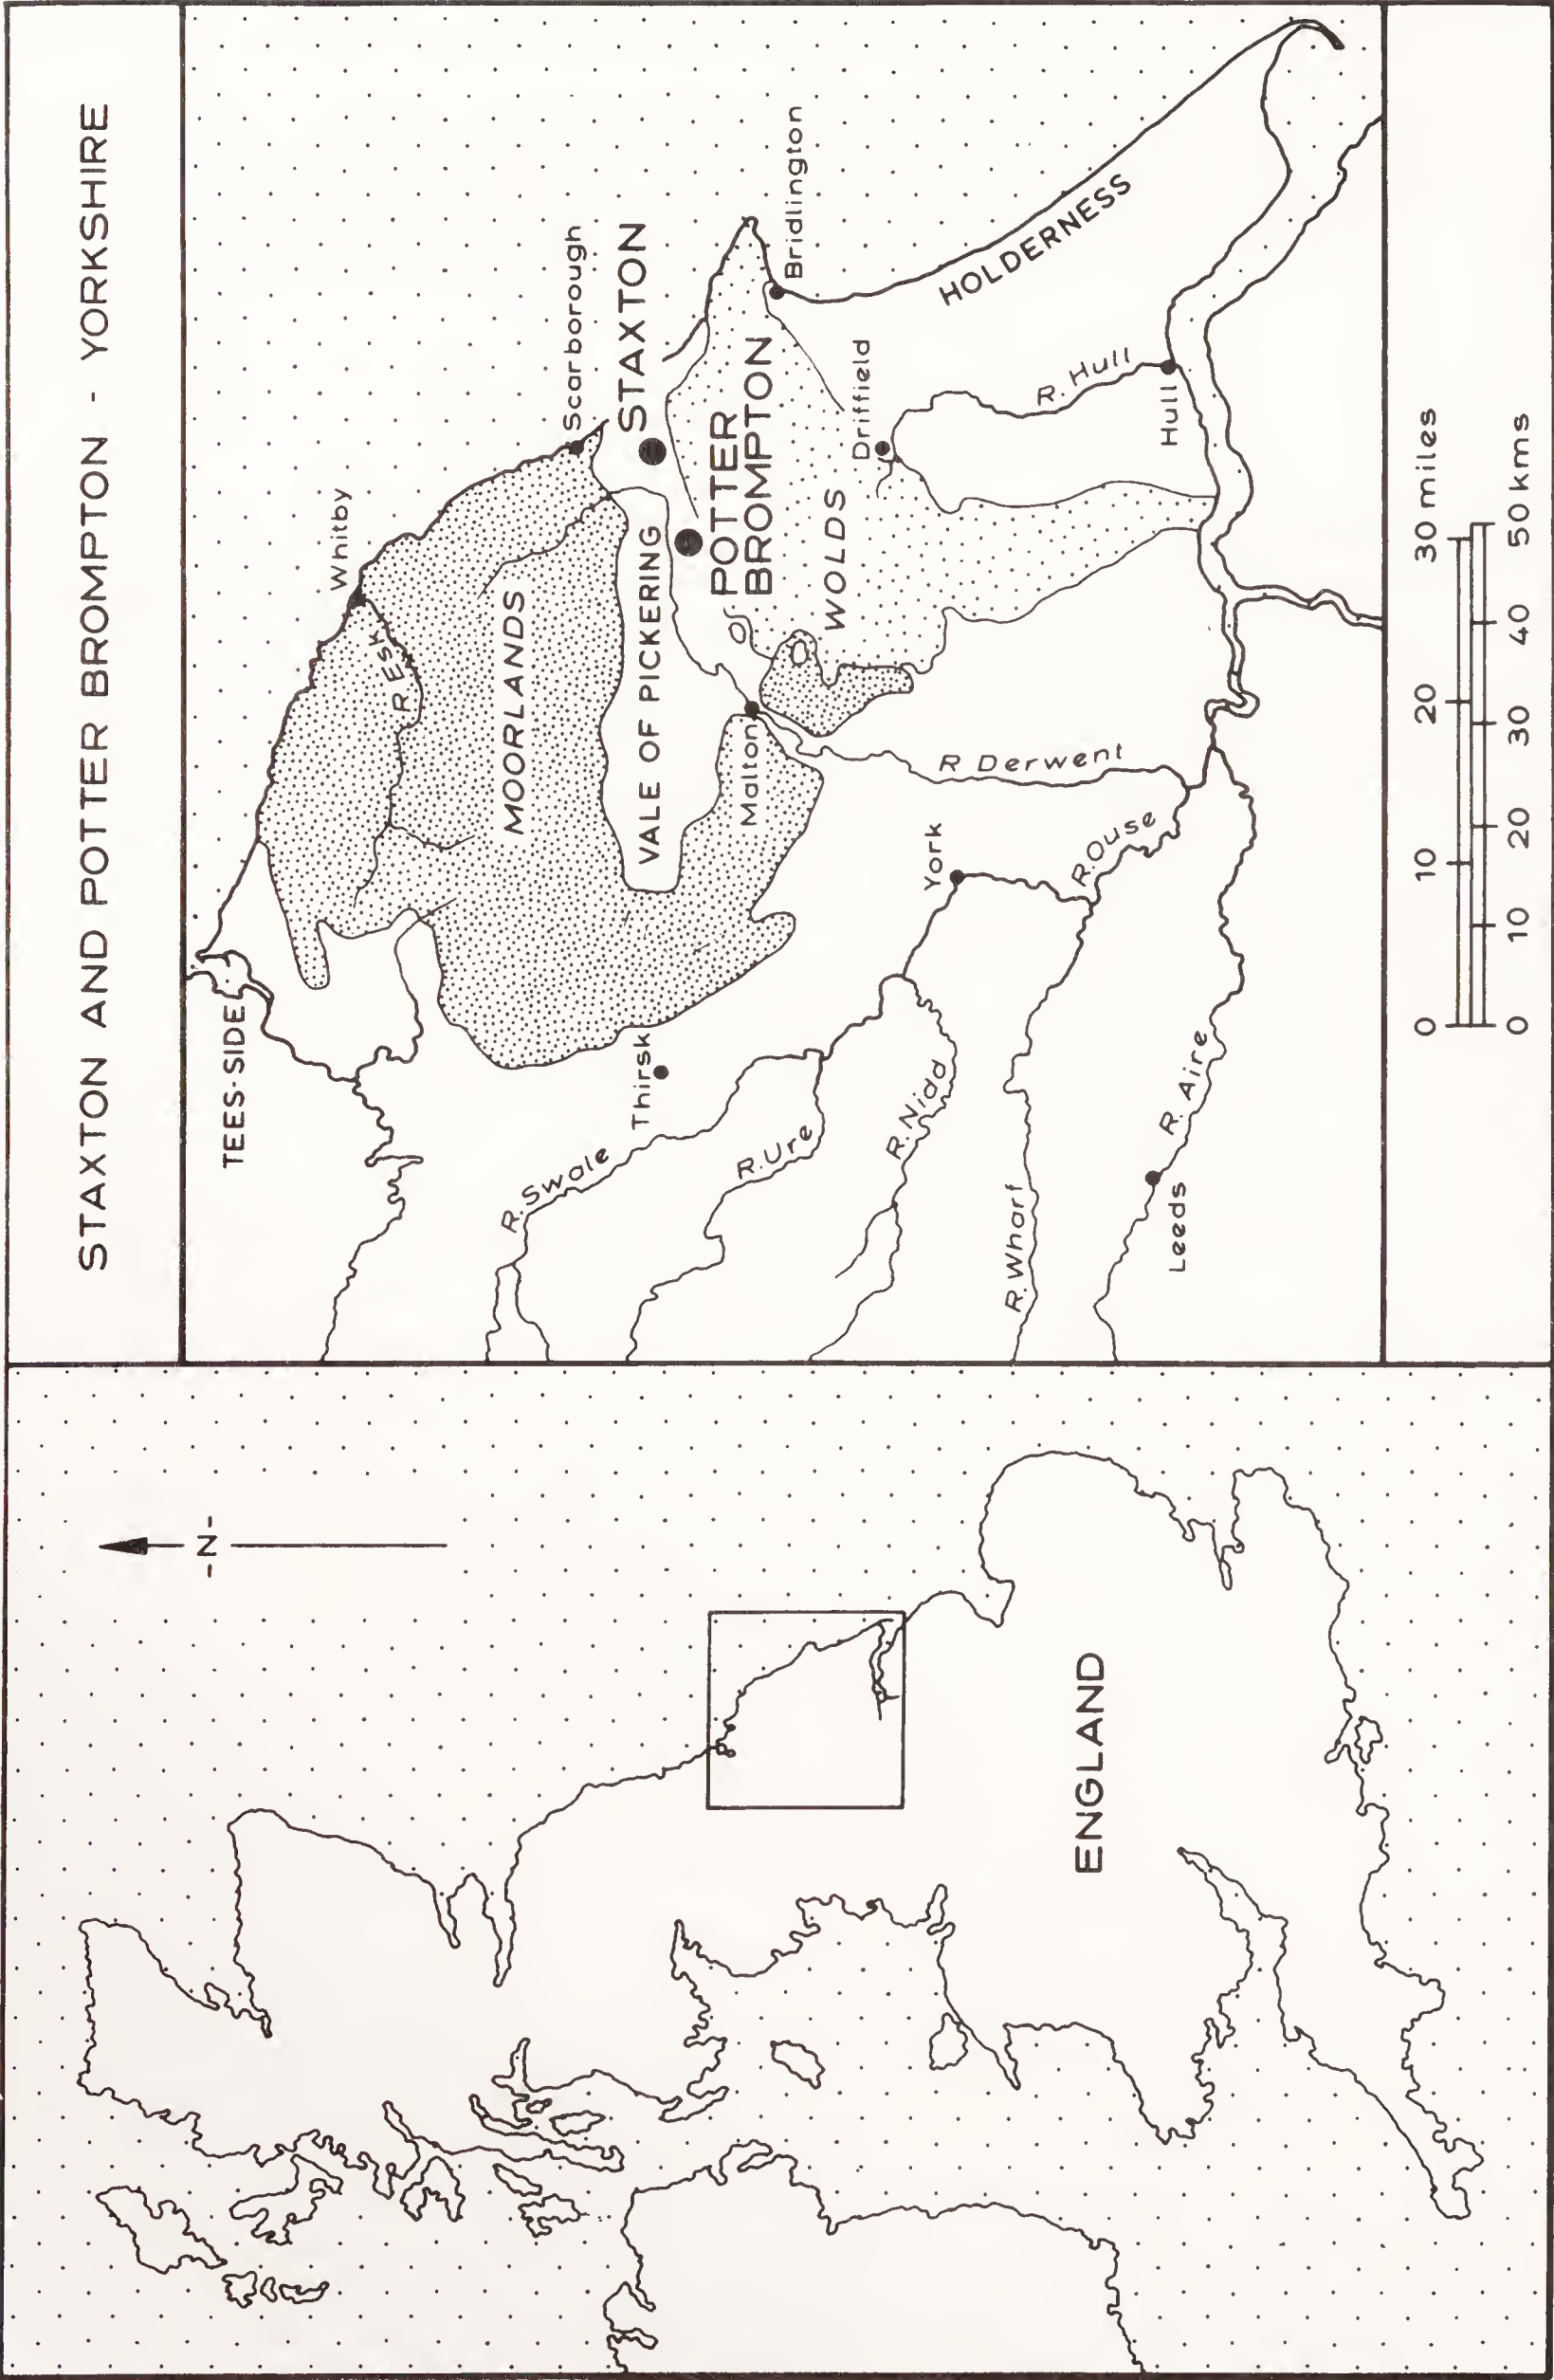 STAXTON AND POTTER BROMPTON - YORKSHIRE
-N-
ENGLAND
TEES-SIDE
Whitby
R Esk
MOORLANDS
Scarborough
STAXTON
Thirsk
VALE OF PICKERING
POTTER
BROMPTON
Malton
Bridlington
WOLDS
Driffield
HOLDERNESS
R. Swale
R. Ure
R. Nidd
York
R Derwent
R. Hull
Hull
R. Ouse
R. Wharf
R. Aire
Leeds
0 10 20 30 miles
0 10 20 30 40 50 kms